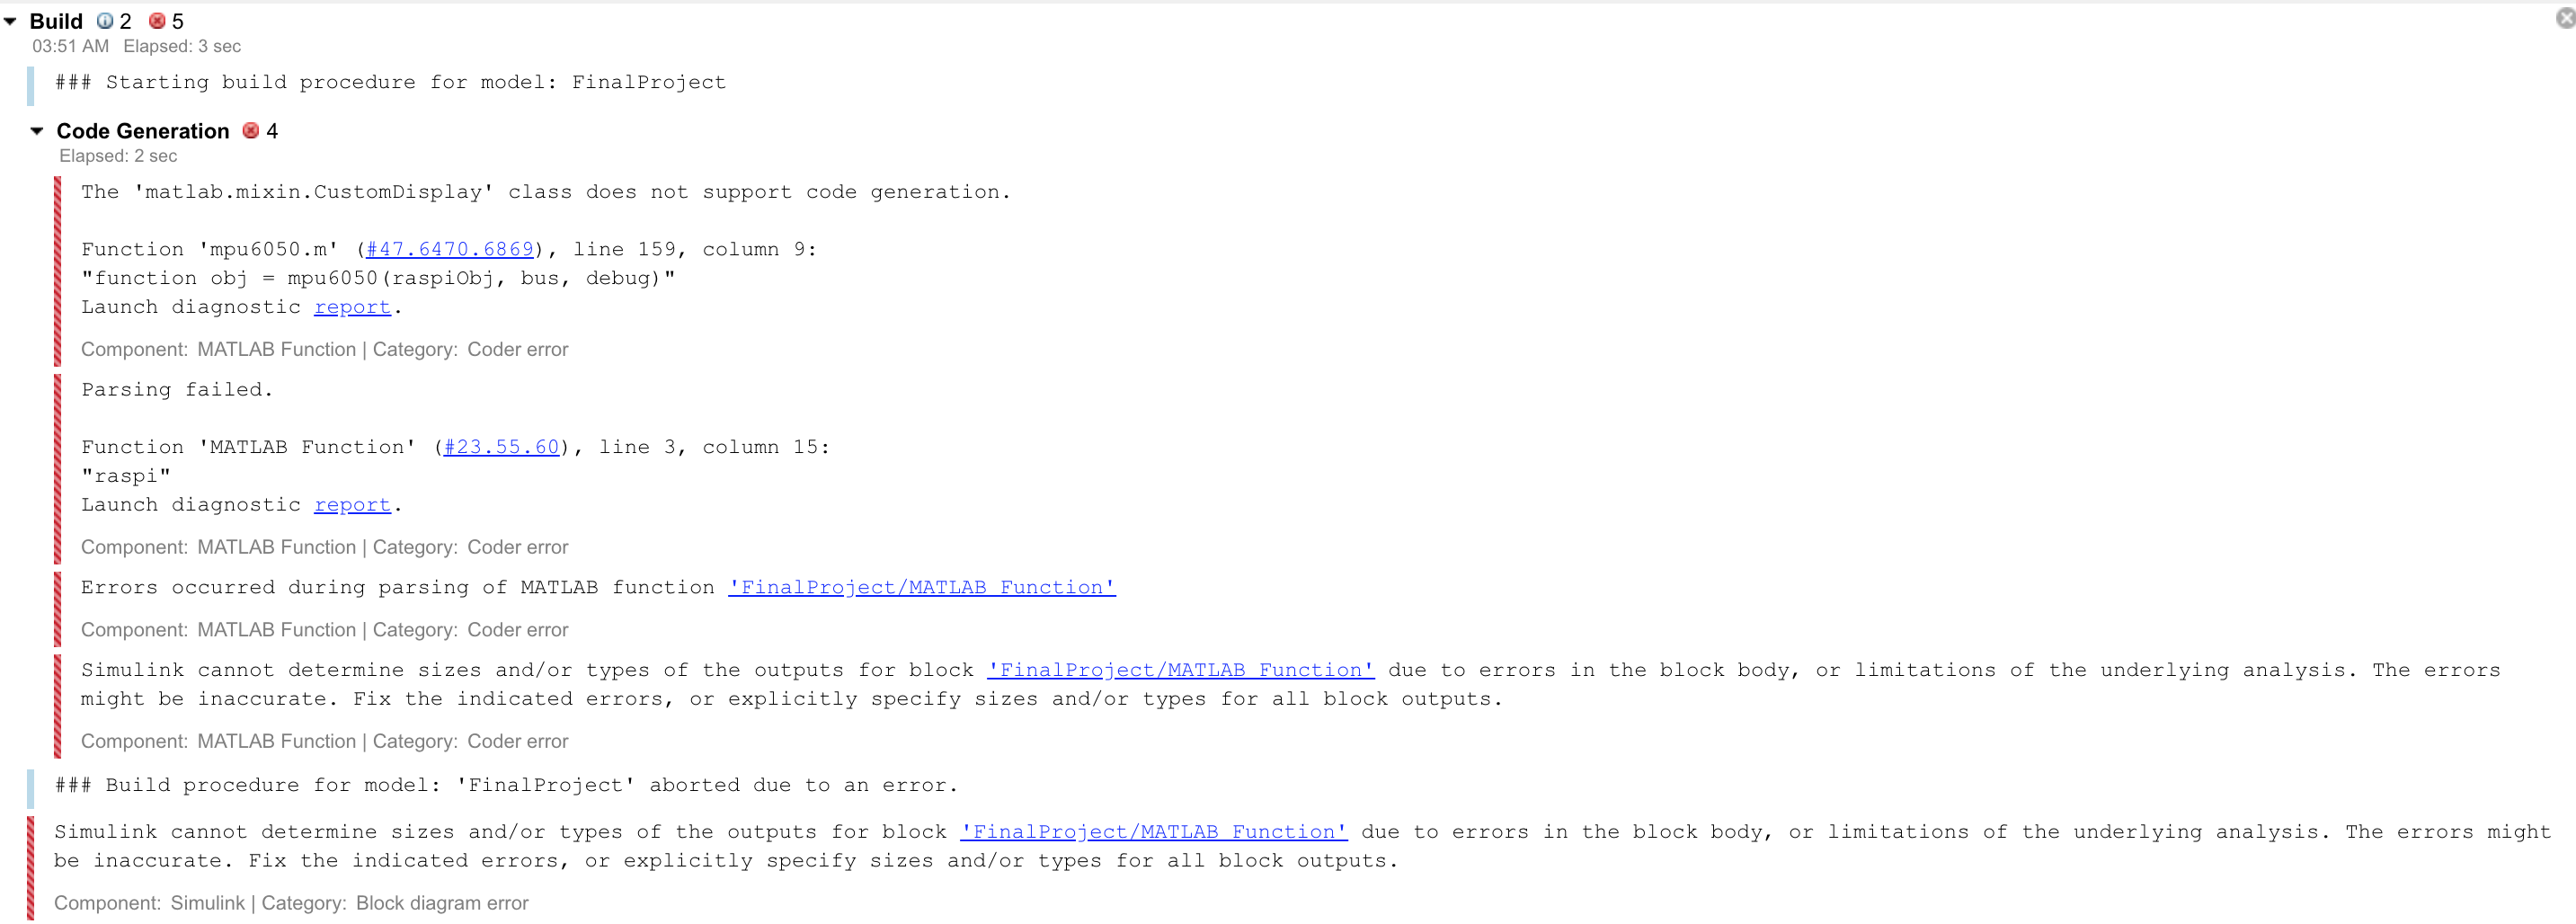 Build 2 5
03:51 AM Elapsed: 3 sec
### Starting build procedure for model: FinalProject
Code Generation 4
Elapsed: 2 sec
The 'matlab.mixin.CustomDisplay' class does not support code generation.
Function 'mpu6050.m' (#47.6470.6869), line 159, column 9:
"function obj = mpu6050(raspiObj, bus, debug)"
Launch diagnostic report.
Component: MATLAB Function | Category: Coder error
Parsing failed.
Function 'MATLAB Function' (#23.55.60), line 3, column 15:
"raspi"
Launch diagnostic report.
Component: MATLAB Function | Category: Coder error
Errors occurred during parsing of MATLAB function 'FinalProject/MATLAB Function'
Component: MATLAB Function | Category: Coder error
Simulink cannot determine sizes and/or types of the outputs for block 'FinalProject/MATLAB Function' due to errors in the block body, or limitations of the underlying analysis. The errors
might be inaccurate. Fix the indicated errors, or explicitly specify sizes and/or types for all block outputs.
Component: MATLAB Function | Category: Coder error
### Build procedure for model: 'FinalProject' aborted due to an error.
Simulink cannot determine sizes and/or types of the outputs for block 'FinalProject/MATLAB Function' due to errors in the block body, or limitations of the underlying analysis. The errors might
be inaccurate. Fix the indicated errors, or explicitly specify sizes and/or types for all block outputs.
Component: Simulink | Category: Block diagram error